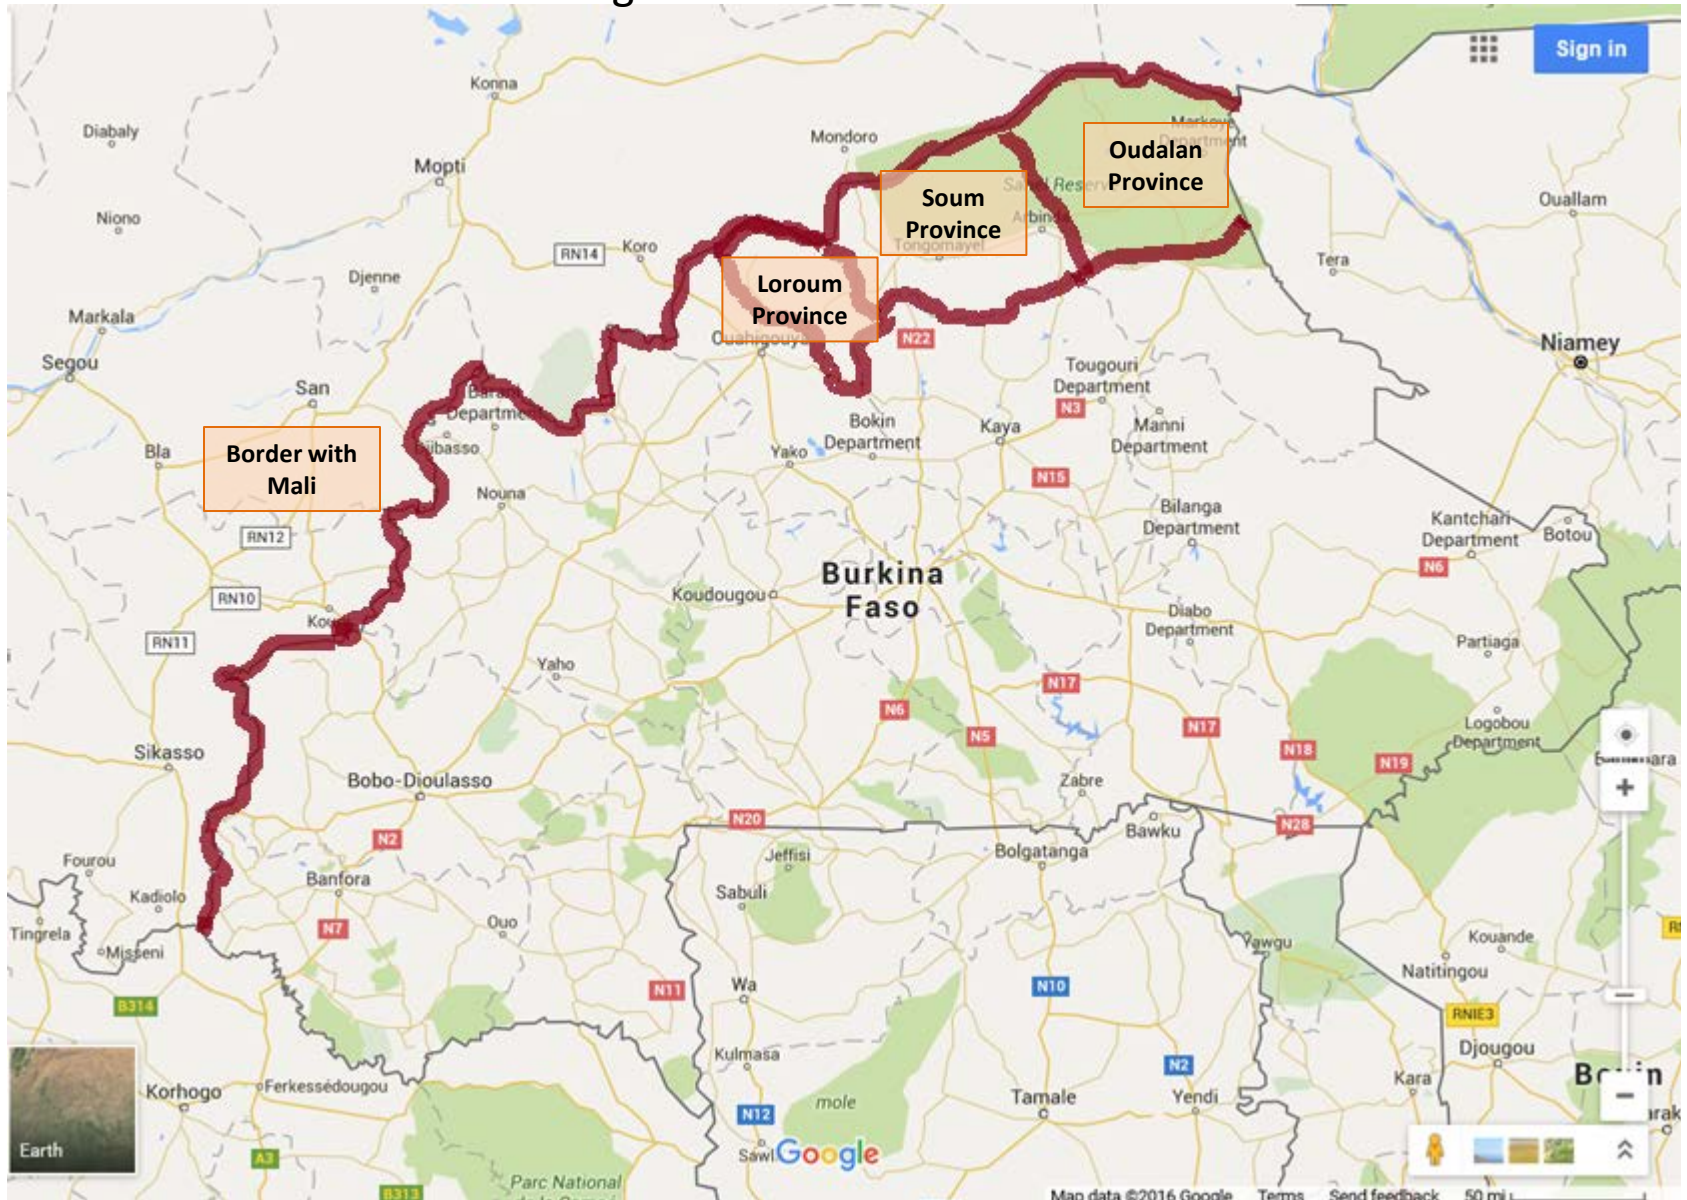 Sign in
Konna
Diabaly
Mopti
Mondoro
Oudalan
Province
Soum
Province
Niono
Ouallam
RN14
Koro
Tongomayel
Tera
Djenne
Loroum
Province
Markala
Ouahigouya
N22
Niamey
Segou
Tougouri
Department
San
N3
Department
Bokin
Department
Kaya
Manni
Department
Border with
Mali
Bla
Yako
N15
Nouna
Bilanga
Department
Kantchari
Department
Botou
RN12
N6
Burkina
Faso
RN10
Koudougou
Diabo
Department
RN11
Partiaga
Yaho
N17
N6
N5
N17
Logobou
Department
Sikasso
N18
N19
Bobo-Dioulasso
Zabre
N20
N28
Bawku
N2
Jeffisi
Bolgatanga
Fourou
Banfora
Sabuli
Kadiolo
N7
Ouo
Tingrela
Misseni
Yawgu
Kouande
Natitingou
N11
Wa
N10
B314
RNIE3
Djougou
Kulmasa
N2
Korhogo
Ferkessédougou
Kara
mole
Tamale
Yendi
N12
Earth
A3
Google
Parc National
B313
Map data ©2016 Google
Terms
Send feedback
50 mi